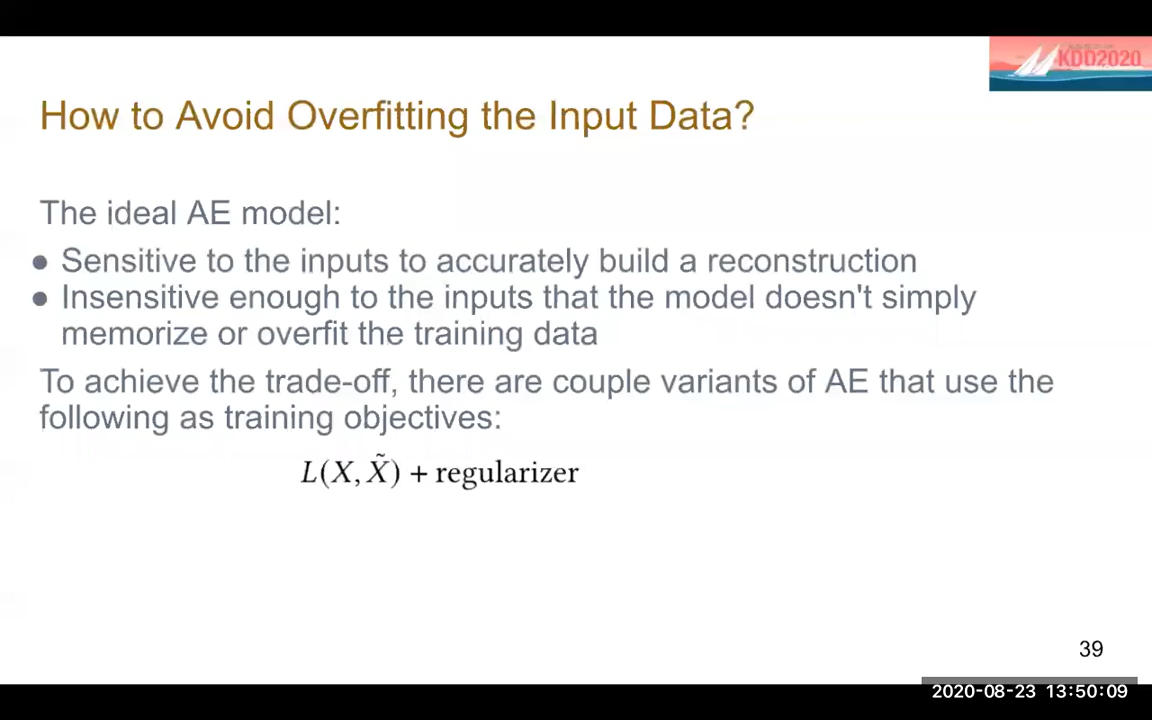 KDD2020
How to Avoid Overfitting the Input Data?
The ideal AE model:
● Sensitive to the inputs to accurately build a reconstruction
● Insensitive enough to the inputs that the model doesn't simply
memorize or overfit the training data
To achieve the trade-off, there are couple variants of AE that use the
following as training objectives:
L(X, X̃) + regularizer
39
2020-08-23 13:50:09